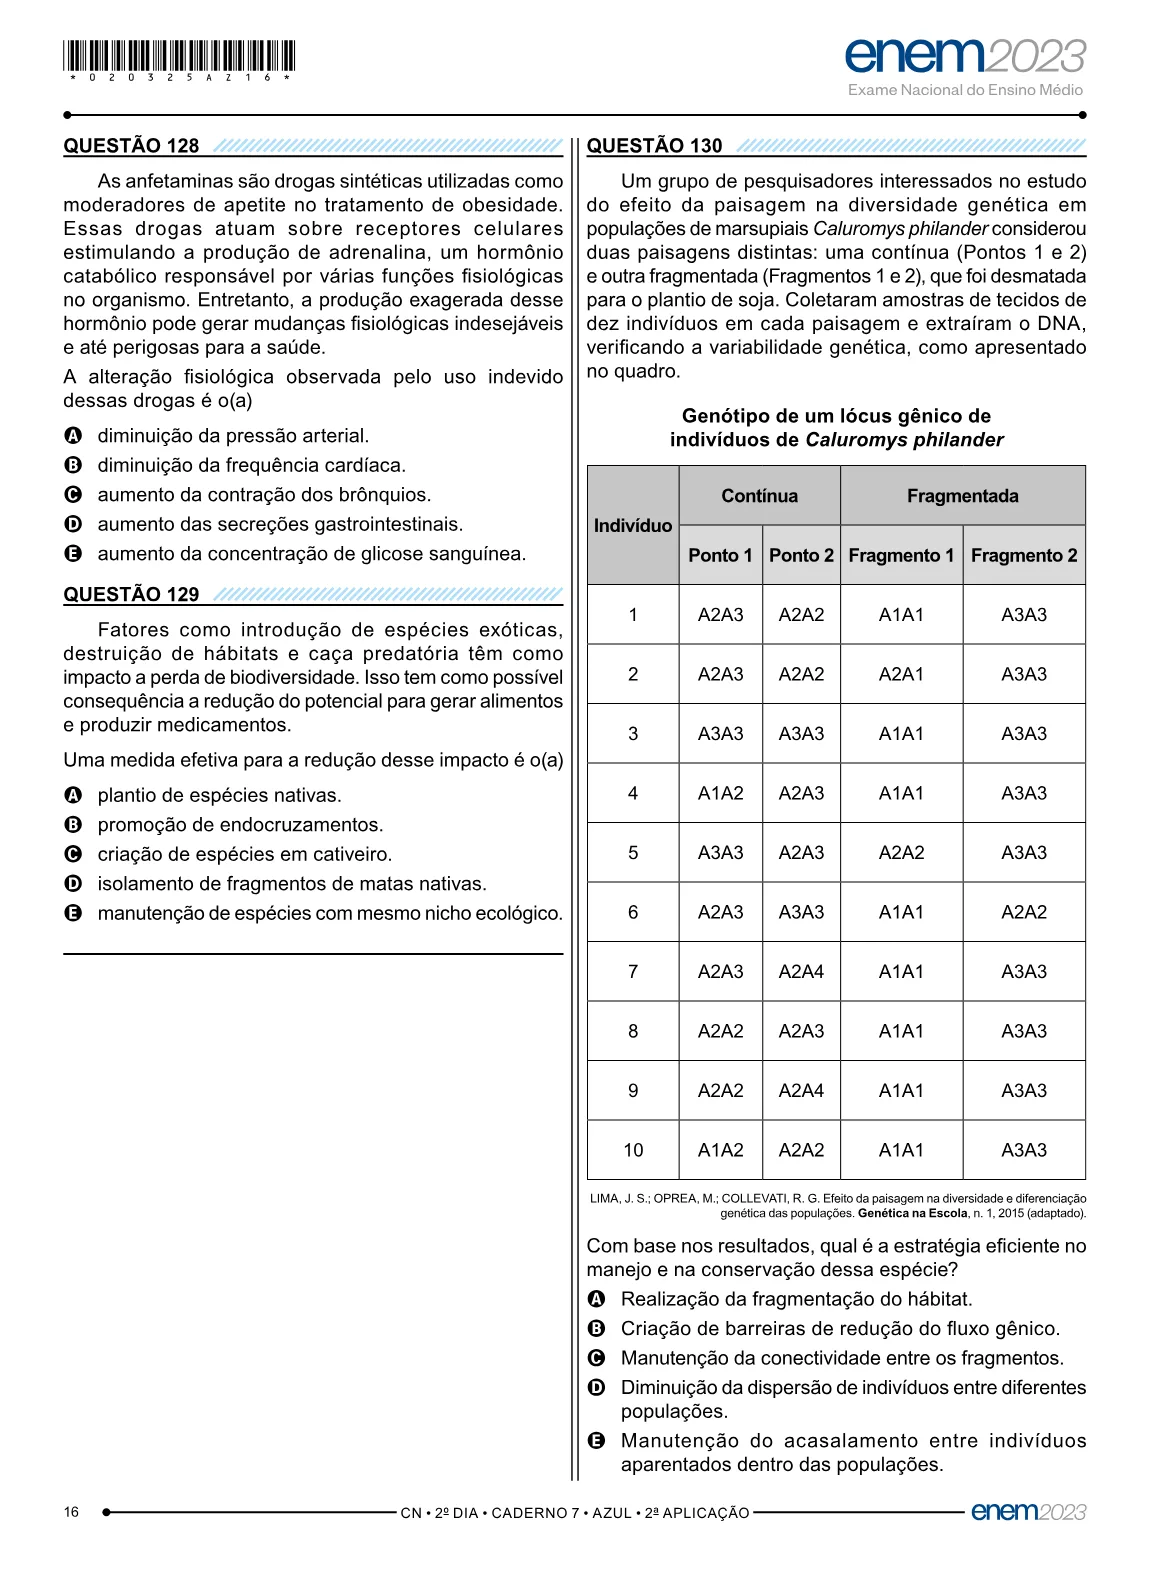 *020325AZ16*
enem2023
Exame Nacional do Ensino Médio
QUESTÃO 128
As anfetaminas são drogas sintéticas utilizadas como
moderadores de apetite no tratamento de obesidade.
Essas drogas atuam sobre receptores celulares
estimulando a produção de adrenalina, um hormônio
catabólico responsável por várias funções fisiológicas
no organismo. Entretanto, a produção exagerada desse
hormônio pode gerar mudanças fisiológicas indesejáveis
e até perigosas para a saúde.
A alteração fisiológica observada pelo uso indevido
dessas drogas é o(a)
A diminuição da pressão arterial.
B diminuição da frequência cardíaca.
C aumento da contração dos brônquios.
D aumento das secreções gastrointestinais.
E aumento da concentração de glicose sanguínea.
QUESTÃO 129
Fatores como introdução de espécies exóticas,
destruição de hábitats e caça predatória têm como
impacto a perda de biodiversidade. Isso tem como possível
consequência a redução do potencial para gerar alimentos
e produzir medicamentos.
Uma medida efetiva para a redução desse impacto é o(a)
A plantio de espécies nativas.
B promoção de endocruzamentos.
C criação de espécies em cativeiro.
D isolamento de fragmentos de matas nativas.
E manutenção de espécies com mesmo nicho ecológico.
QUESTÃO 130
Um grupo de pesquisadores interessados no estudo
do efeito da paisagem na diversidade genética em
populações de marsupiais Caluromys philander considerou
duas paisagens distintas: uma contínua (Pontos 1 e 2)
e outra fragmentada (Fragmentos 1 e 2), que foi desmatada
para o plantio de soja. Coletaram amostras de tecidos de
dez indivíduos em cada paisagem e extraíram o DNA,
verificando a variabilidade genética, como apresentado
no quadro.
Genótipo de um lócus gênico de
indivíduos de Caluromys philander
Indivíduo Contínua Fragmentada
Ponto 1 Ponto 2 Fragmento 1 Fragmento 2
1 A2A3 A2A2 A1A1 A3A3
2 A2A3 A2A2 A2A1 A3A3
3 A3A3 A3A3 A1A1 A3A3
4 A1A2 A2A3 A1A1 A3A3
5 A3A3 A2A3 A2A2 A3A3
6 A2A3 A3A3 A1A1 A2A2
7 A2A3 A2A4 A1A1 A3A3
8 A2A2 A2A3 A1A1 A3A3
9 A2A2 A2A4 A1A1 A3A3
10 A1A2 A2A2 A1A1 A3A3
LIMA, J. S.; OPREA, M.; COLLEVATI, R. G. Efeito da paisagem na diversidade e diferenciação
genética das populações. Genética na Escola, n. 1, 2015 (adaptado).
Com base nos resultados, qual é a estratégia eficiente no
manejo e na conservação dessa espécie?
A Realização da fragmentação do hábitat.
B Criação de barreiras de redução do fluxo gênico.
C Manutenção da conectividade entre os fragmentos.
D Diminuição da dispersão de indivíduos entre diferentes
populações.
E Manutenção do acasalamento entre indivíduos
aparentados dentro das populações.
16
CN • 2º DIA • CADERNO 7 • AZUL • 2ª APLICAÇÃO
enem2023